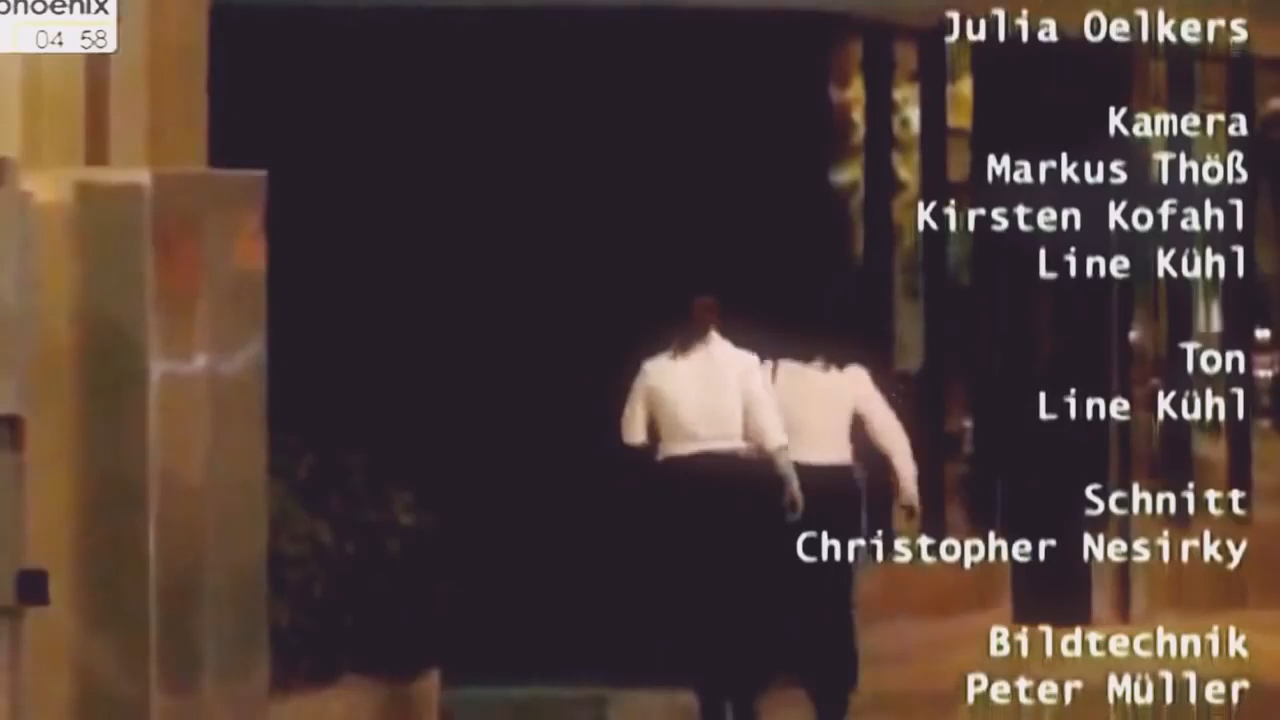 phoenix
04 58
Julia Oelkers
Kamera
Markus Thöß
Kirsten Kofahl
Line Kühl
Ton
Line Kühl
Schnitt
Christopher Nesirky
Bildtechnik
Peter Müller